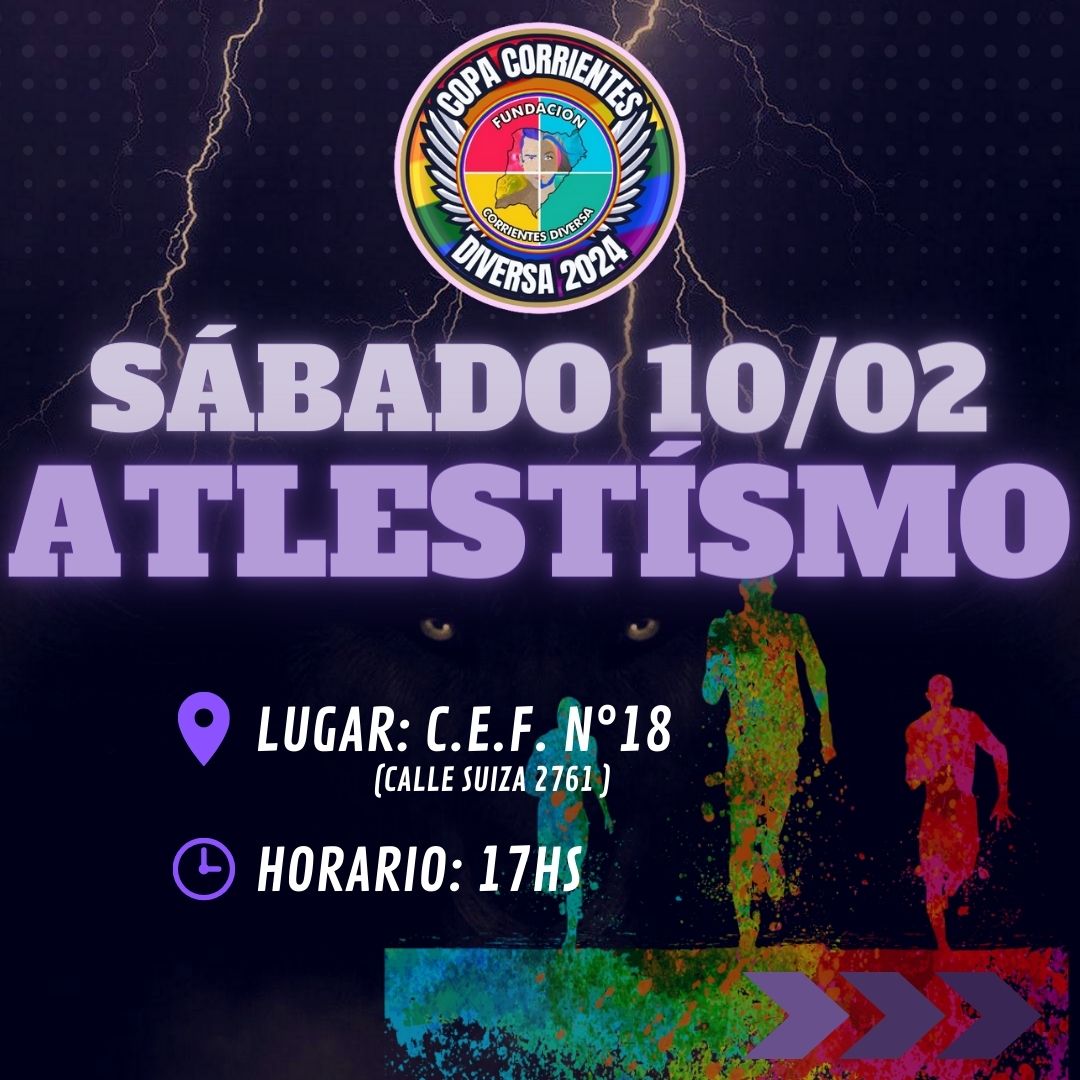 COPA CORRIENTES
FUNDACION
CORRIENTES DIVERSA
DIVERSA 2024
SÁBADO 10/02
ATLESTÍSMO
LUGAR: C.E.F. N°18
(CALLE SUIZA 2761)
HORARIO: 17HS